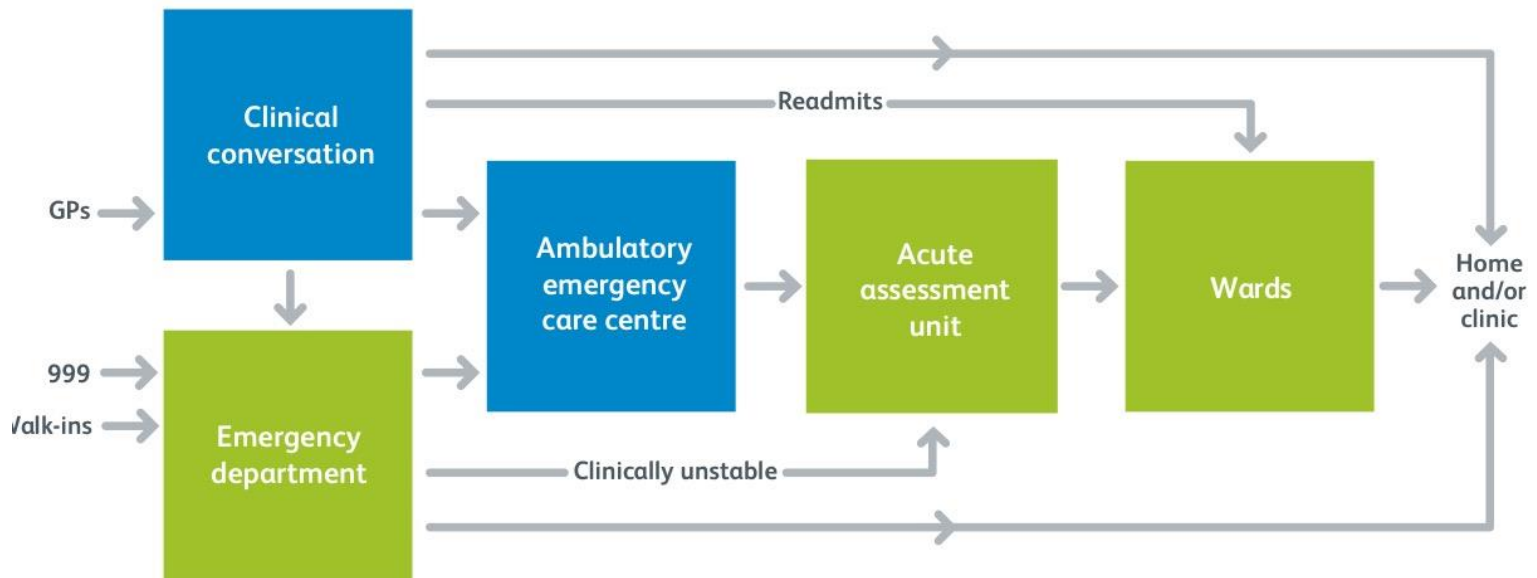 Readmits
Clinical
conversation
GPs
Ambulatory
emergency
care centre
Acute
assessment
unit
Wards
Home
and/or
clinic
999
Emergency
department
Clinically unstable